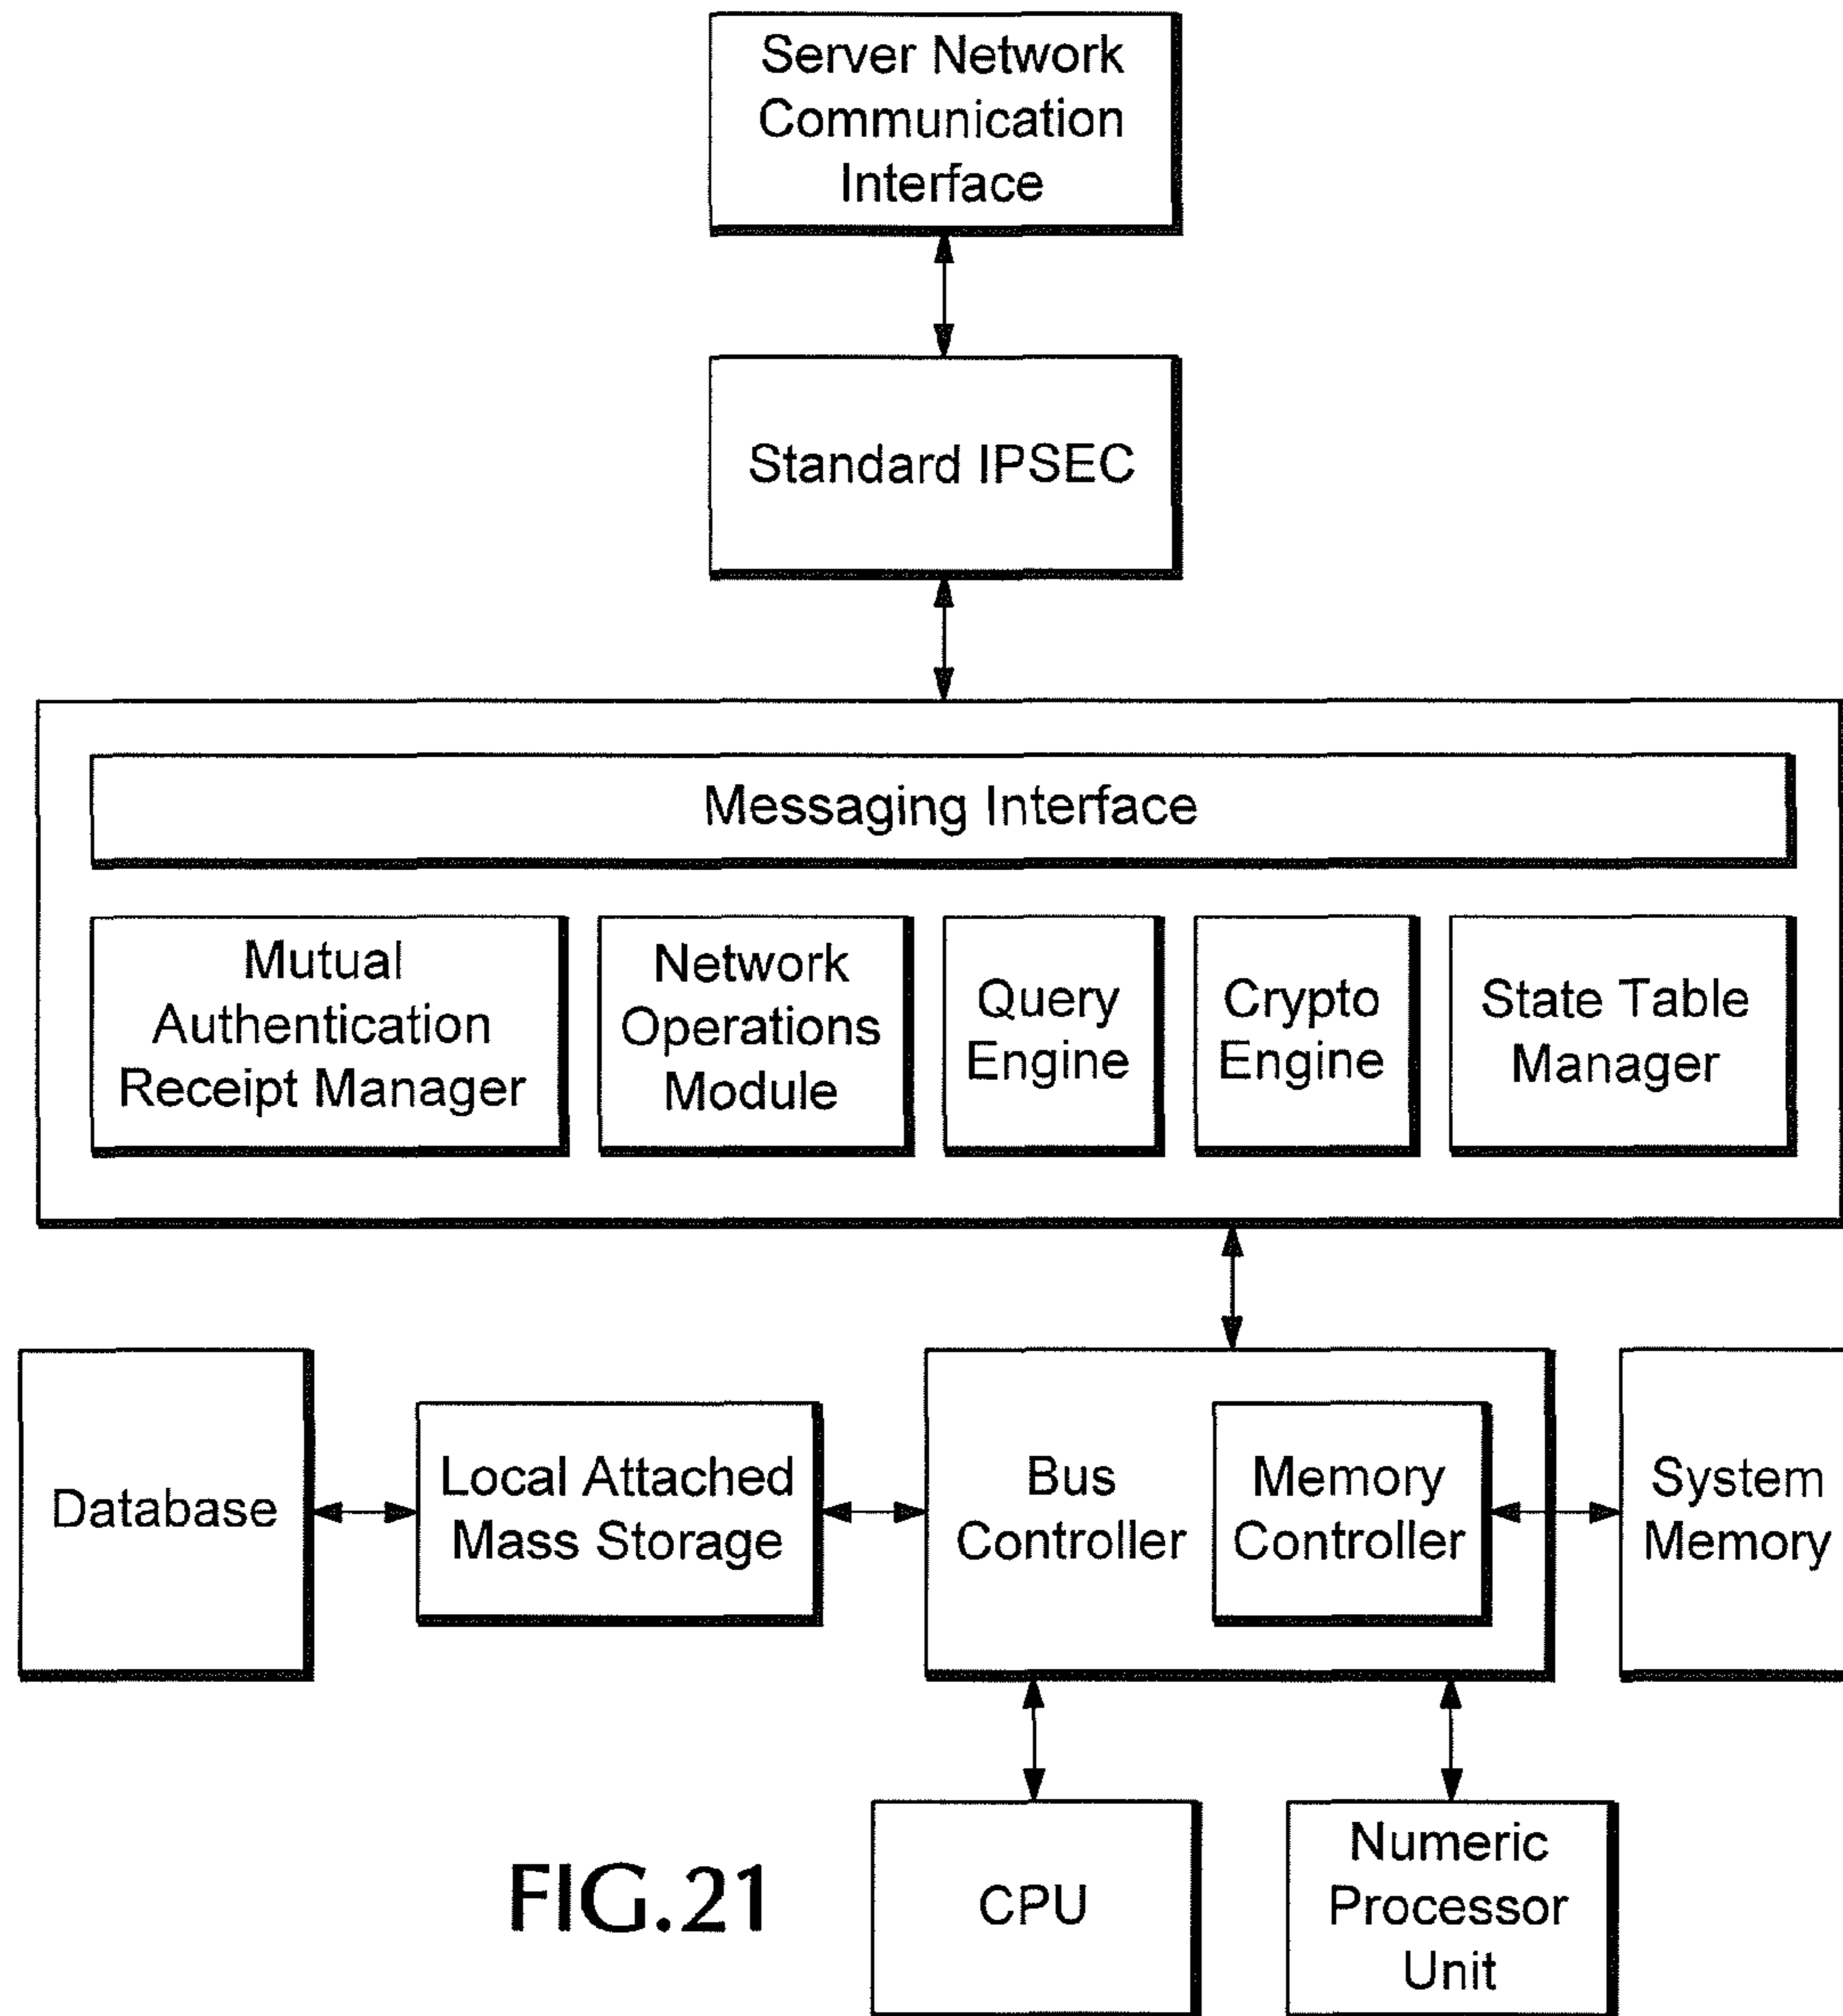 Server Network
Communication
Interface
Standard IPSEC
Messaging Interface
Mutual
Authentication
Receipt Manager
Network
Operations
Module
Query
Engine
Crypto
Engine
State Table
Manager
Database
Local Attached
Mass Storage
Bus
Controller
Memory
Controller
System
Memory
CPU
Numeric
Processor
Unit
FIG.21